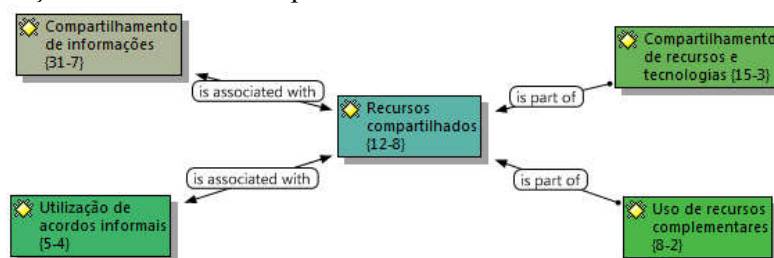 Compartilhamento
de informações
{31-7}
is associated with
Compartilhamento
de recursos e
tecnologias {15-3}
is part of
Recursos
compartilhados
{12-8}
is associated with
Utilização de
acordos informais
{5-4}
is part of
Uso de recursos
complementares
{8-2}